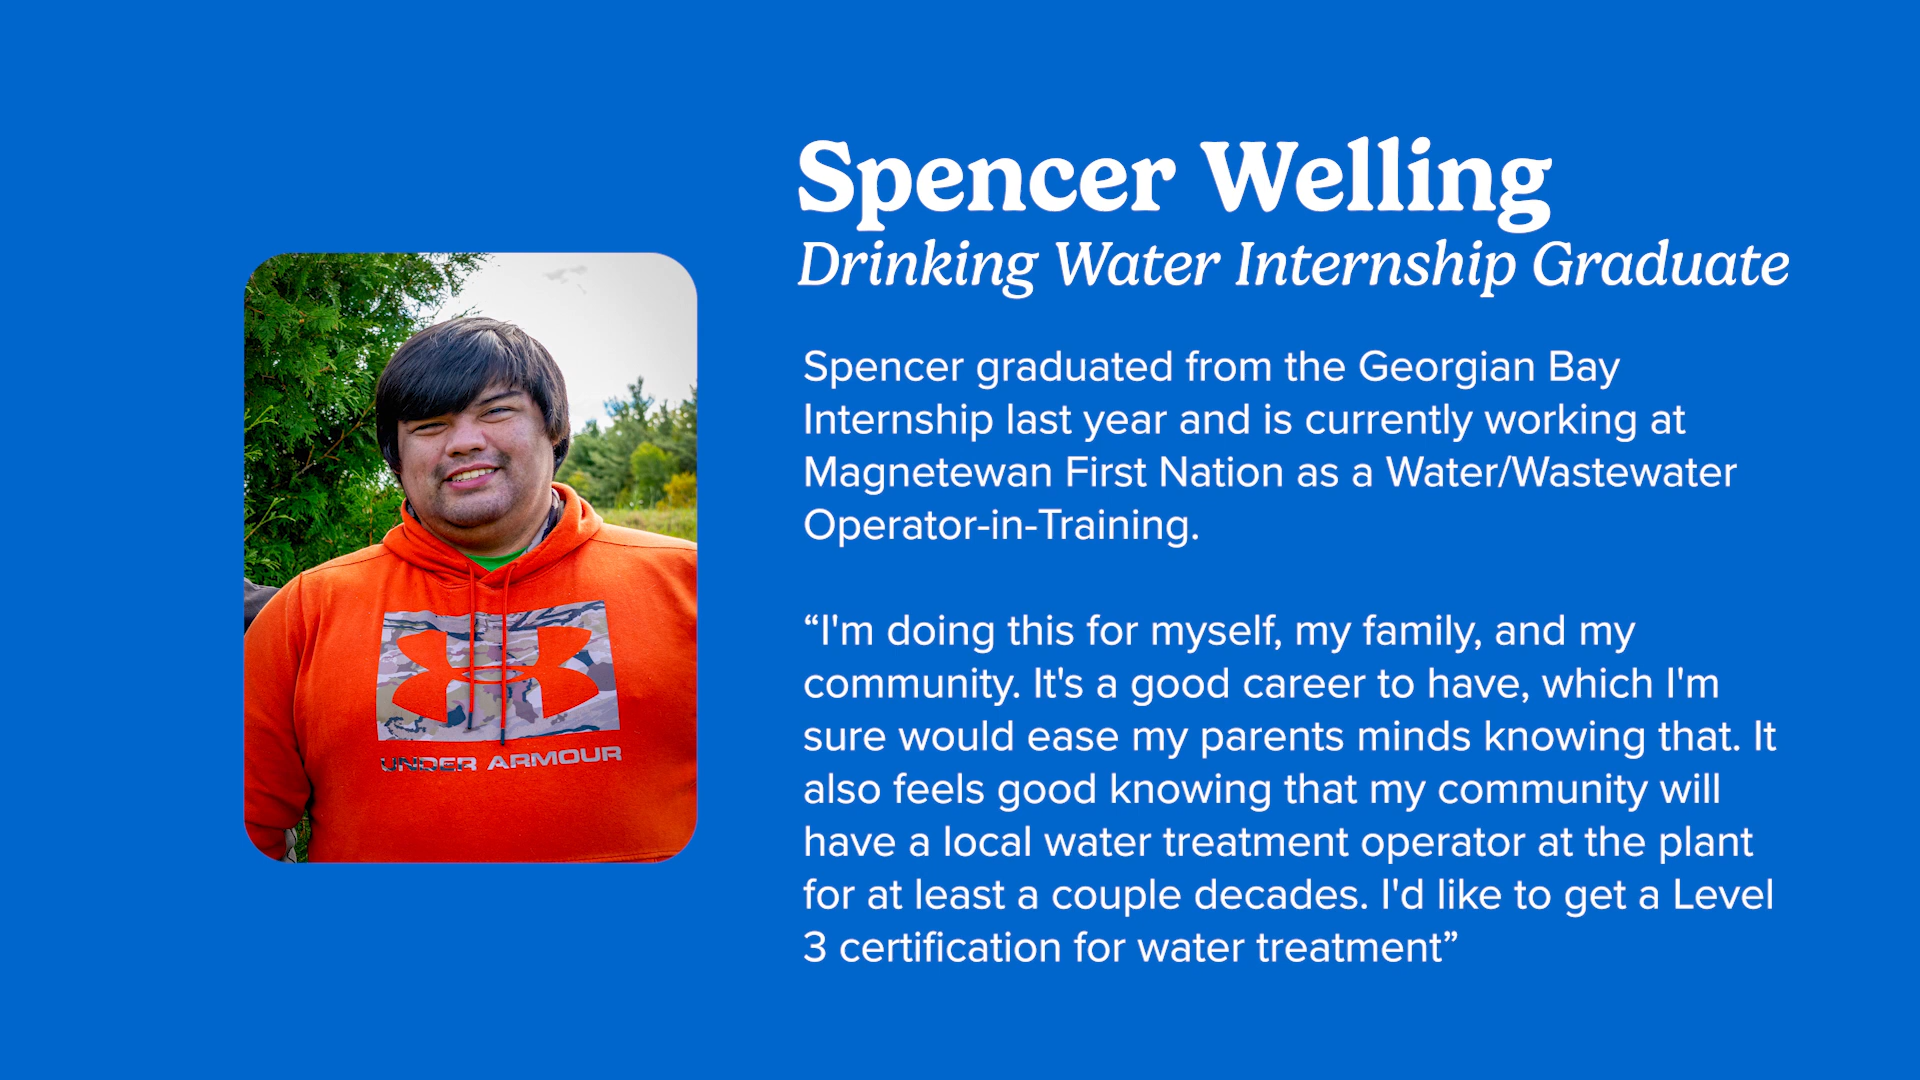 Spencer Welling
Drinking Water Internship Graduate
Spencer graduated from the Georgian Bay
Internship last year and is currently working at
Magnetewan First Nation as a Water/Wastewater
Operator-in-Training.
“I'm doing this for myself, my family, and my
community. It's a good career to have, which I'm
sure would ease my parents minds knowing that. It
also feels good knowing that my community will
have a local water treatment operator at the plant
for at least a couple decades. I'd like to get a Level
3 certification for water treatment”
UNDER ARMOUR